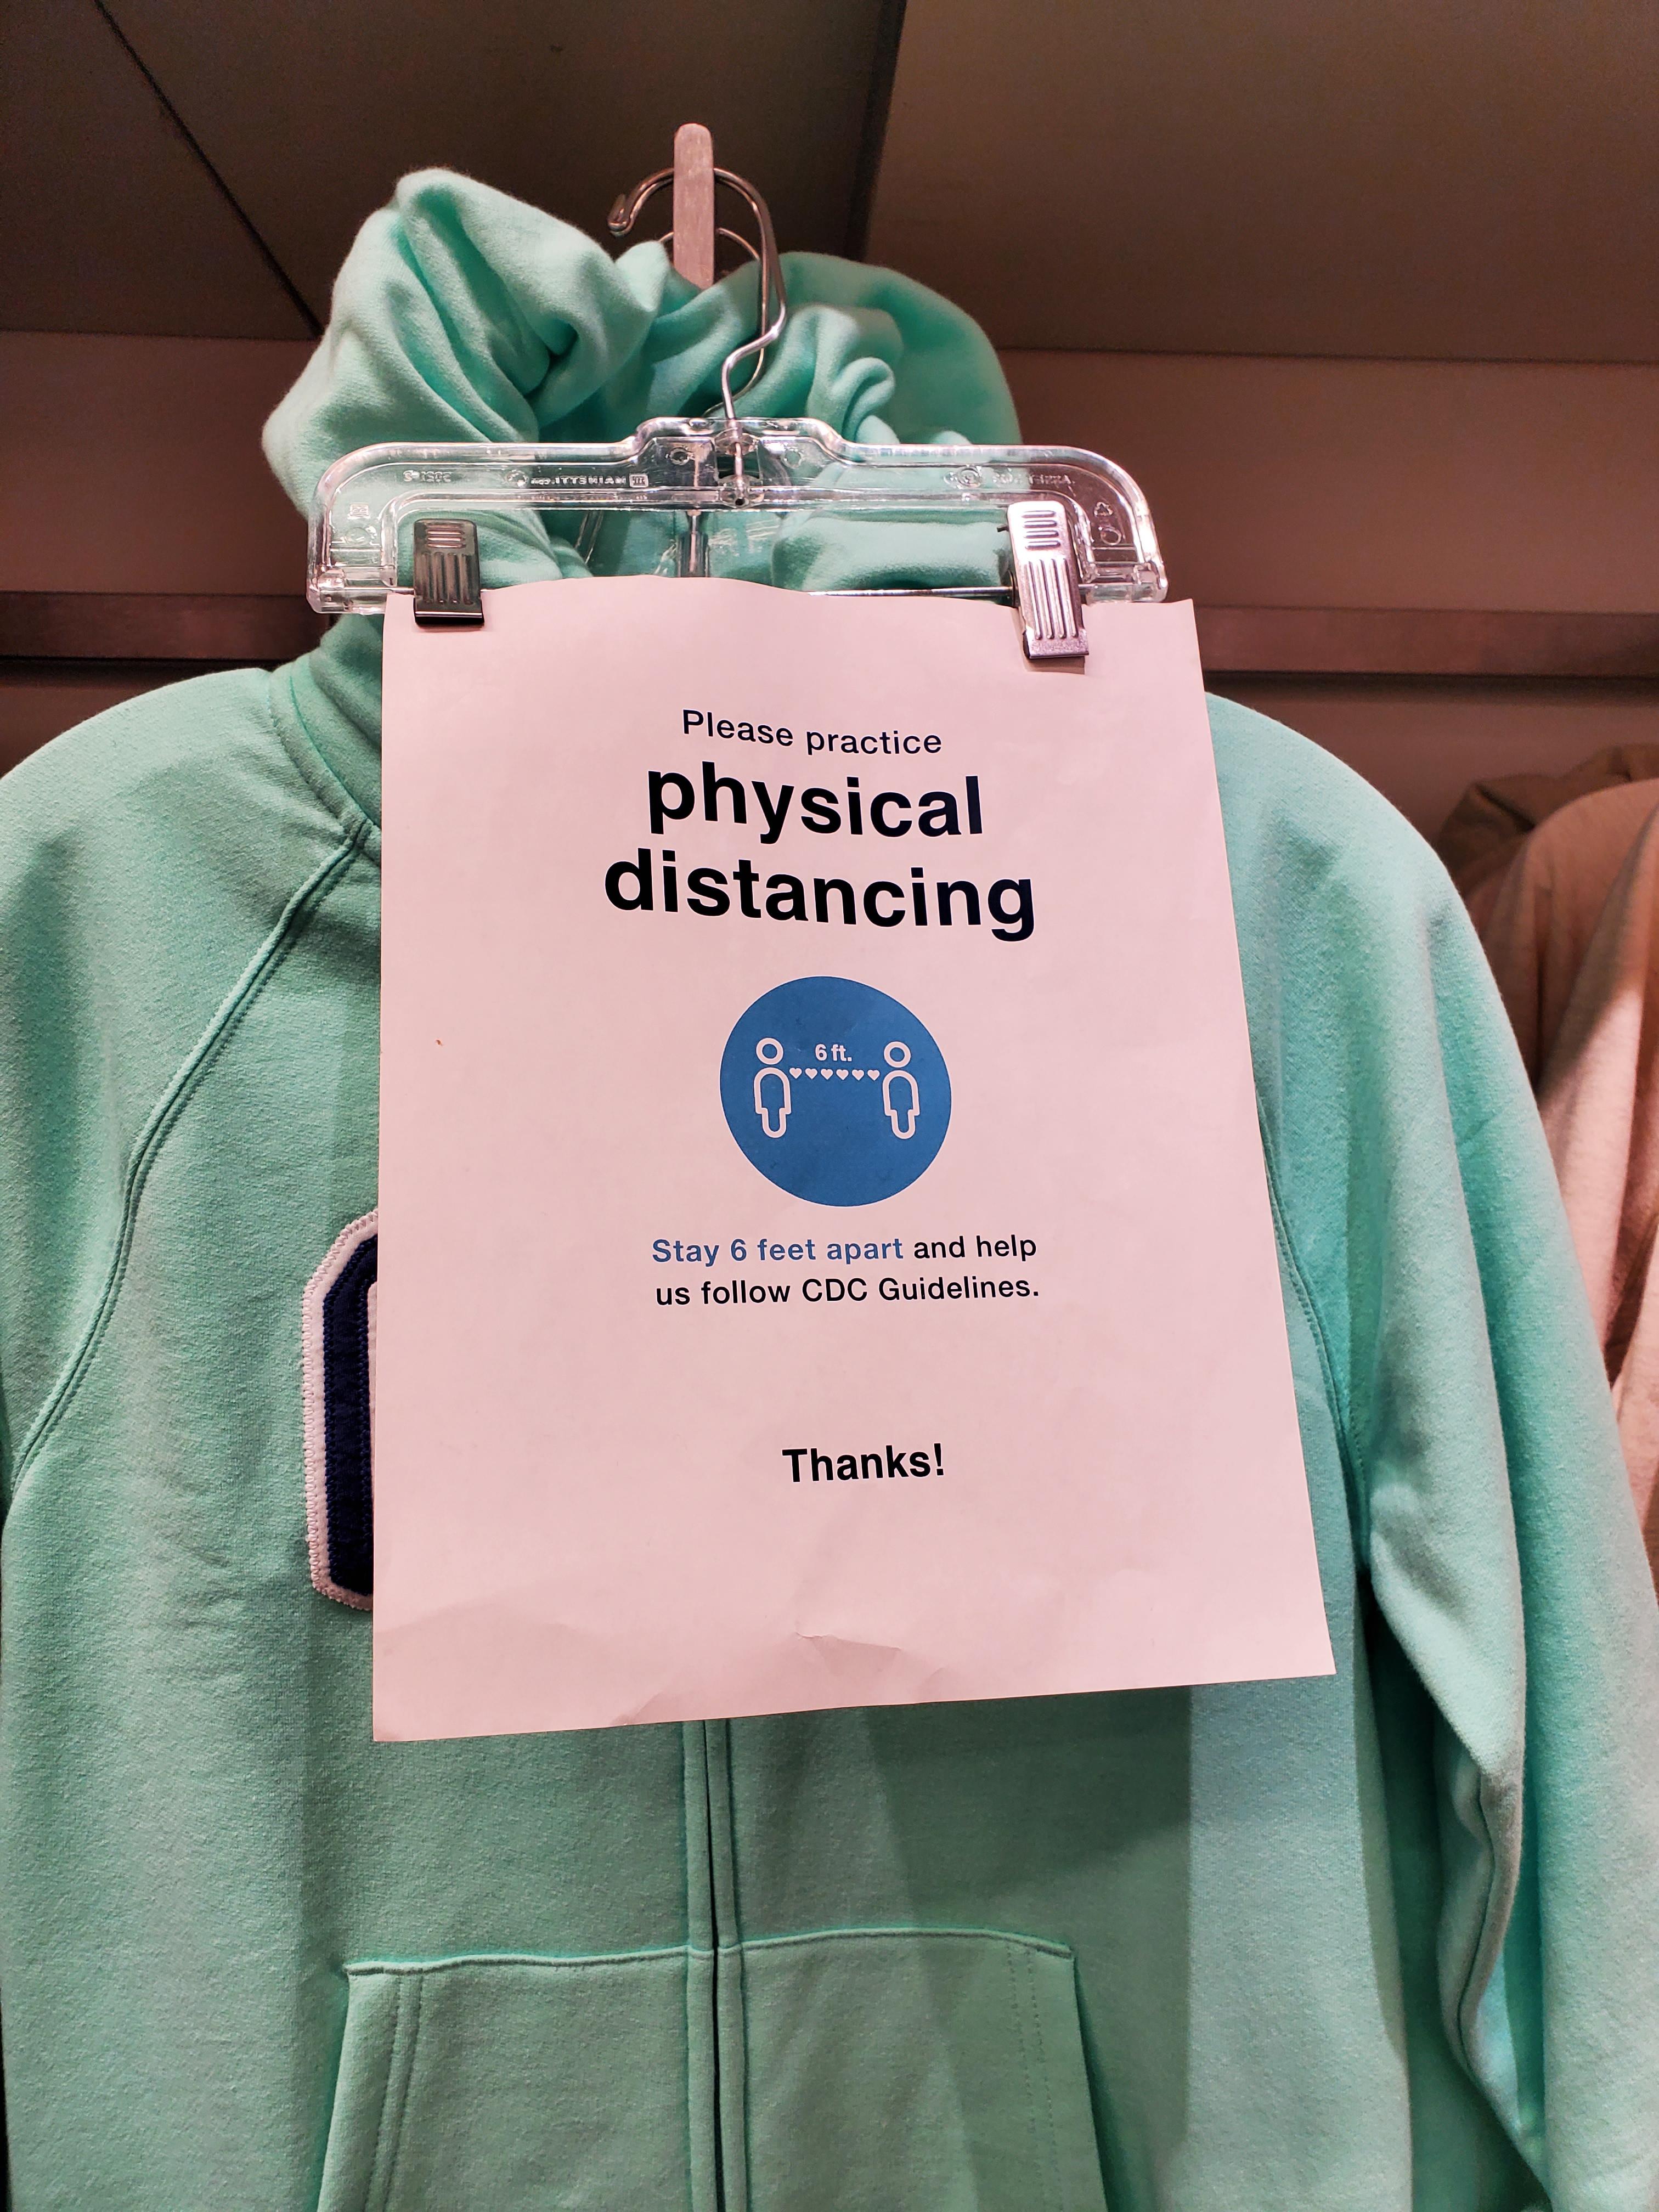 Please practice
physical
distancing
6 ft.
Stay 6 feet apart and help
us follow CDC Guidelines.
Thanks!